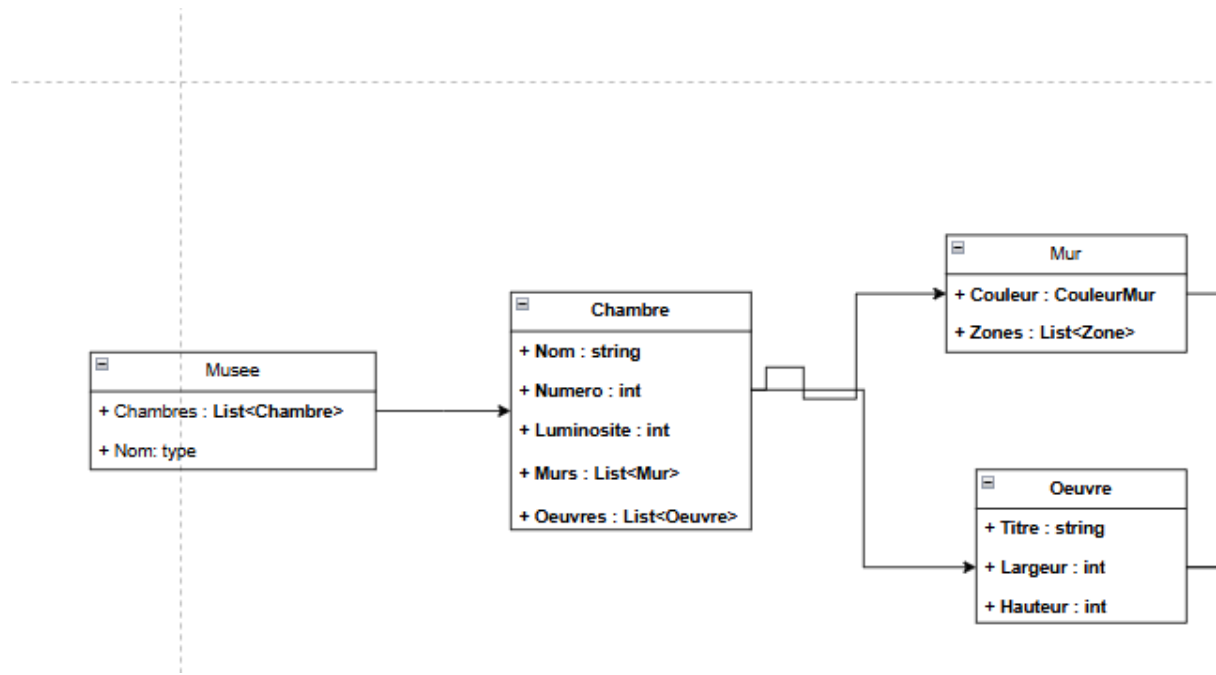 Musee
+ Chambres : List<Chambre>
+ Nom: type
Chambre
+ Nom : string
+ Numero : int
+ Luminosite : int
+ Murs : List<Mur>
+ Oeuvres : List<Oeuvre>
Mur
+ Couleur : CouleurMur
+ Zones : List<Zone>
Oeuvre
+ Titre : string
+ Largeur : int
+ Hauteur : int